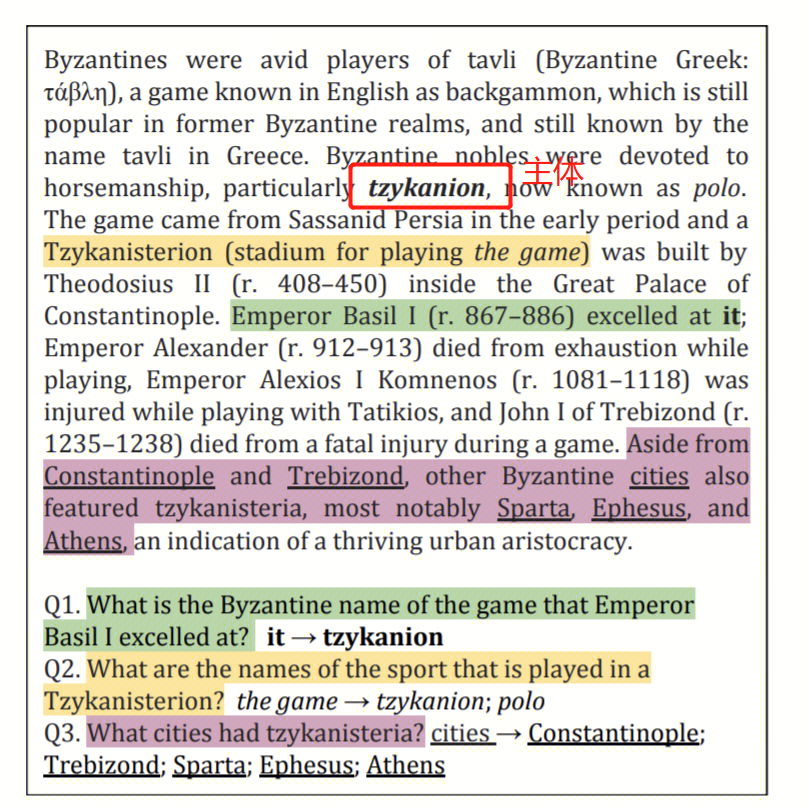 Byzantines were avid players of tavli (Byzantine Greek:
τάβλη), a game known in English as backgammon, which is still
popular in former Byzantine realms, and still known by the
name tavli in Greece. Byzantine nobles were devoted to
horsemanship, particularly tzykanion, now known as polo.
主体
The game came from Sassanid Persia in the early period and a
Tzykanisterion (stadium for playing the game) was built by
Theodosius II (r. 408–450) inside the Great Palace of
Constantinople. Emperor Basil I (r. 867–886) excelled at it;
Emperor Alexander (r. 912–913) died from exhaustion while
playing, Emperor Alexios I Komnenos (r. 1081–1118) was
injured while playing with Tatikios, and John I of Trebizond (r.
1235–1238) died from a fatal injury during a game. Aside from
Constantinople and Trebizond, other Byzantine cities also
featured tzykanisteria, most notably Sparta, Ephesus, and
Athens, an indication of a thriving urban aristocracy.
Q1. What is the Byzantine name of the game that Emperor
Basil I excelled at? it → tzykanion
Q2. What are the names of the sport that is played in a
Tzykanisterion? the game → tzykanion; polo
Q3. What cities had tzykanisteria? cities → Constantinople;
Trebizond; Sparta; Ephesus; Athens